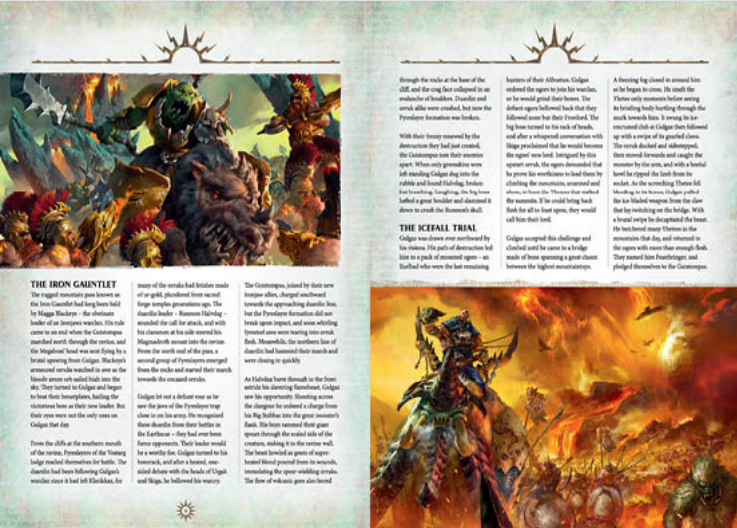 THE IRON GAUNTLET
The rugged mountain pass known as
the Iron Gauntlet had long been held
by Magga Blackeye – the obstinate
leader of an Ironjawz warclan. His rule
came to an end when the Gutstompas
marched north through the ravine, and
the Megaboss' head was sent flying by a
brutal upswing from Gulgaz. Blackeye's
armoured orruks watched in awe as the
bloody green orb sailed high into the
sky. They turned to Gulgaz and began
to beat their breastplates, hailing the
victorious boss as their new leader. But
their eyes were not the only ones on
Gulgaz that day.
From the cliffs at the southern mouth
of the ravine, Fyreslayers of the Vostarg
lodge readied themselves for battle. The
duardin had been following Gulgaz's
warclan since it had left Klerikhas, for
many of the orruks had fetishes made
of ur-gold, plundered from sacred
forge-temples generations ago. The
duardin leader – Runeson Halvdag –
sounded the call for attack, and with
his clansmen at his side steered his
Magmadroth mount into the ravine.
From the north end of the pass, a
second group of Fyreslayers emerged
from the rocks and started their march
towards the encased orruks.
Gulgaz let out a defiant roar as he
saw the jaws of the Fyreslayer trap
close in on his army. He recognised
these duardin from their battles in
the Earthscar – they had ever been
fierce opponents. Their leader would
be a worthy foe. Gulgaz turned to his
bosses, and after a heated, one-
sided debate with the heads of Urgak
and Skiga, he bellowed his warcry.
The Gutstompas, joined by their new
Ironjaw allies, charged southward
towards the approaching duardin line,
but the Fyreslayer formation did not
break upon impact, and soon whirling
fyresteel axes were tearing into orruk
flesh. Meanwhile, the northern line of
duardin had hastened their march and
were closing in quickly.
As Halvdag burst through to the front
astride his slavering flamebeast, Gulgaz
saw his opportunity. Shouting across
the clangour he ordered a charge from
his Big Stabbas into the great monster's
flank. His boys rammed their giant
spears through the scaled side of the
creature, staking it to the ravine wall.
The beast howled as gouts of super-
heated blood poured from its wounds,
immolating the spear-wielding orruks.
The flow of volcanic gore also bored
through the rocks at the base of the
cliff, and the crag face collapsed in an
avalanche of boulders. Duardin and
orruk alike were crushed, but now the
Fyreslayer formation was broken.
With their frenzy renewed by the
destruction they had just created,
the Gutstompas tore their enemies
apart. When only greenskins were
left standing Gulgaz dug into the
rubble and found Halvdag, broken
but breathing. Laughing, the big boss
lofted a great boulder and slammed it
down to crush the Runeson's skull.
THE ICEFALL TRIAL
Gulgaz was drawn ever northward by
his visions. His path of destruction led
him to a pack of mounted ogors – an
Eurlbad who were the last remaining
hunters of their Alfrostun. Gulgaz
ordered the ogors to join his warclan,
or he would grind their bones. The
defiant ogors bellowed back that they
followed none but their Frostlord. The
big boss turned to his rack of heads,
and after a whispered conversation with
Skiga proclaimed that he would become
the ogors' new lord. Intrigued by this
upstart orruk, the ogors demanded that
he prove his worthiness to lead them by
climbing the mountains, unarmed and
alone, to hunt the Thetzes that stalked
the summits. If he could bring back
flesh for all to feast upon, they would
call him their lord.
Gulgaz accepted this challenge and
climbed until he came to a bridge
made of bone spanning a great chasm
between the highest mountaintops.
A freezing fog closed in around him
as he began to cross. He smelt the
Thetzes only moments before seeing
its bristling body hurtling through the
murk towards him. It swung its ice-
encrusted club at Gulgaz then followed
up with a swipe of its gnarled claws.
The orruk ducked and sidestepped,
then moved forwards and caught the
monster by the arm, and with a bestial
howl he ripped the limb from its
socket. As the screeching Thetzes fell
bleeding to its knees, Gulgaz pulled
the ice-bladed weapon from the claw
that lay twitching on the bridge. With
a brutal swipe he decapitated the beast.
He butchered many Thetzes in the
mountains that day, and returned to
the ogors with more than enough flesh.
They named him Feastbringer, and
pledged themselves to the Gutstompas.